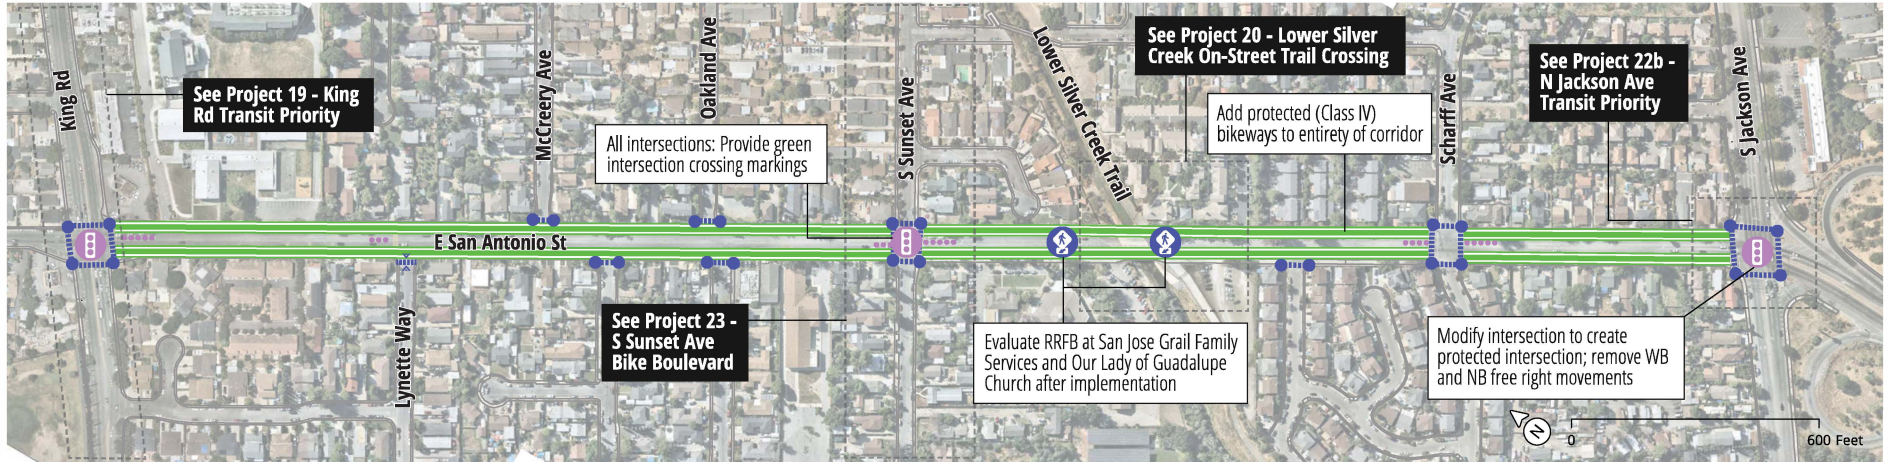 King Rd
See Project 19 - King
Rd Transit Priority
McCreery Ave
Oakland Ave
All intersections: Provide green
intersection crossing markings
S Sunset Ave
Lower Silver Creek Trail
See Project 20 - Lower Silver
Creek On-Street Trail Crossing
Add protected (Class IV)
bikeways to entirety of corridor
Scharff Ave
See Project 22b -
N Jackson Ave
Transit Priority
S Jackson Ave
E San Antonio St
Lynette Way
See Project 23 -
S Sunset Ave
Bike Boulevard
Evaluate RRFB at San Jose Grail Family
Services and Our Lady of Guadalupe
Church after implementation
Modify intersection to create
protected intersection; remove WB
and NB free right movements
N
0
600 Feet